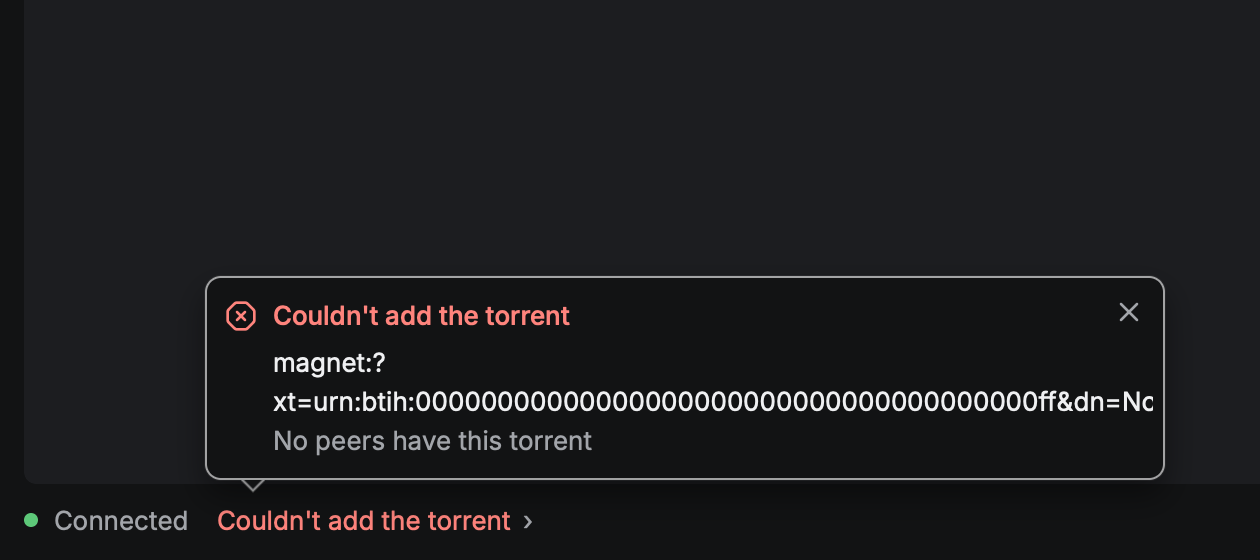 Couldn't add the torrent
magnet:?
xt=urn:btih:00000000000000000000000000000000000000ff&dn=No
No peers have this torrent
Connected Couldn't add the torrent ›